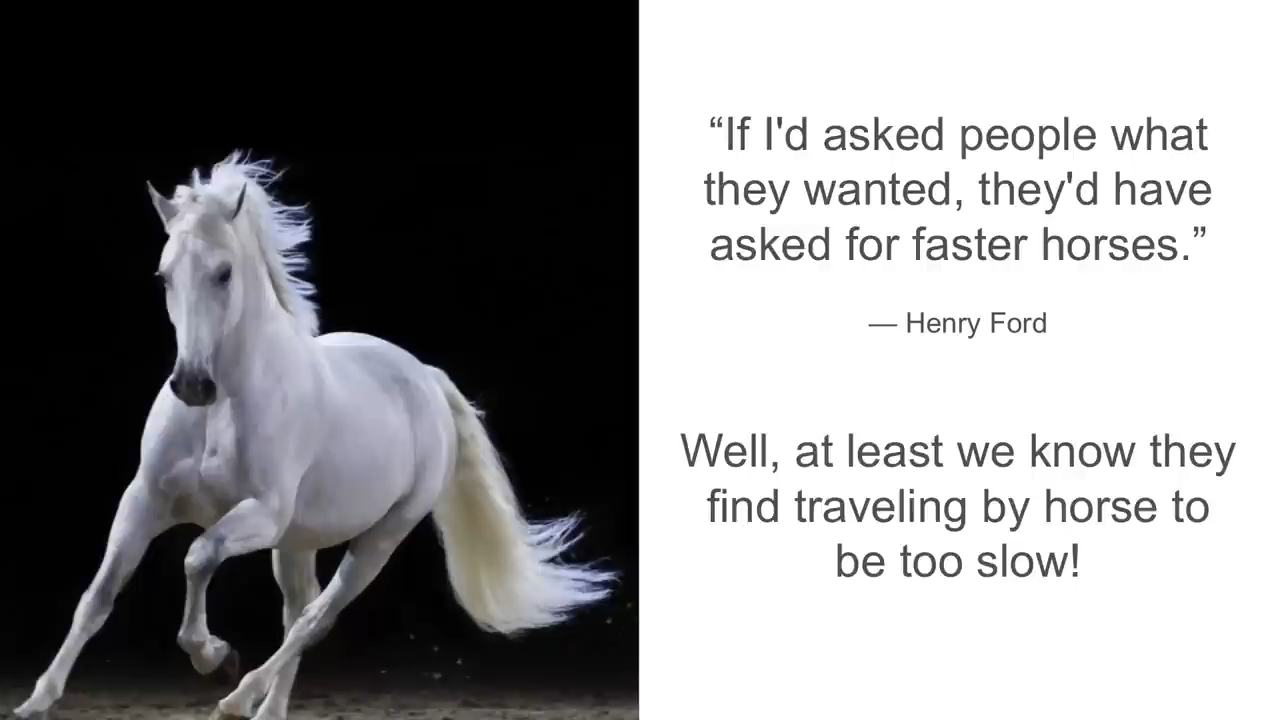 “If I'd asked people what
they wanted, they'd have
asked for faster horses.”
— Henry Ford
Well, at least we know they
find traveling by horse to
be too slow!